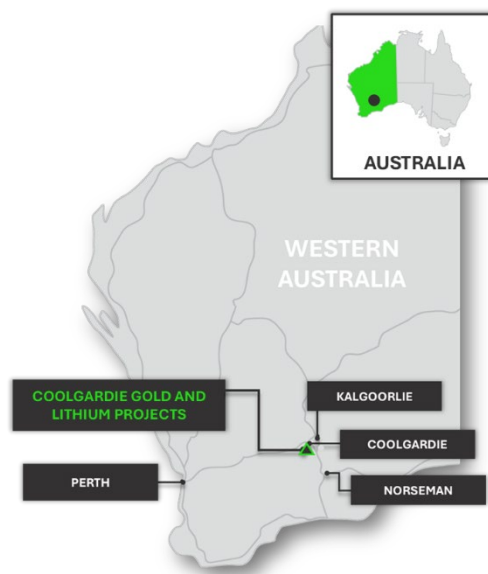 AUSTRALIA
WESTERN
AUSTRALIA
COOLGARDIE GOLD AND
LITHIUM PROJECTS
KALGOORLIE
COOLGARDIE
PERTH
NORSEMAN